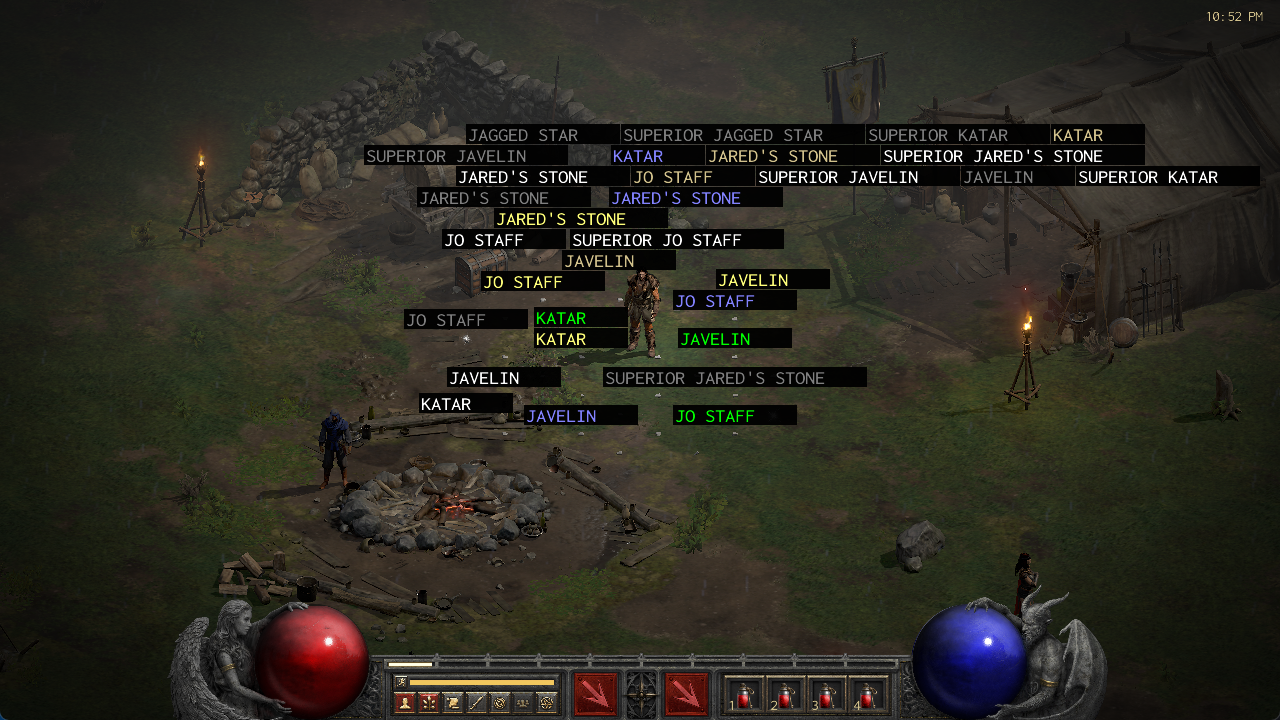 10:52 PM
JAGGED STAR SUPERIOR JAGGED STAR SUPERIOR KATAR KATAR
SUPERIOR JAVELIN KATAR JARED'S STONE SUPERIOR JARED'S STONE
JARED'S STONE JO STAFF SUPERIOR JAVELIN JAVELIN SUPERIOR KATAR
JARED'S STONE JARED'S STONE
JARED'S STONE
JO STAFF SUPERIOR JO STAFF
JAVELIN
JO STAFF JAVELIN
JO STAFF
JO STAFF KATAR
KATAR JAVELIN
JAVELIN SUPERIOR JARED'S STONE
KATAR
JAVELIN JO STAFF
1 2 3 4